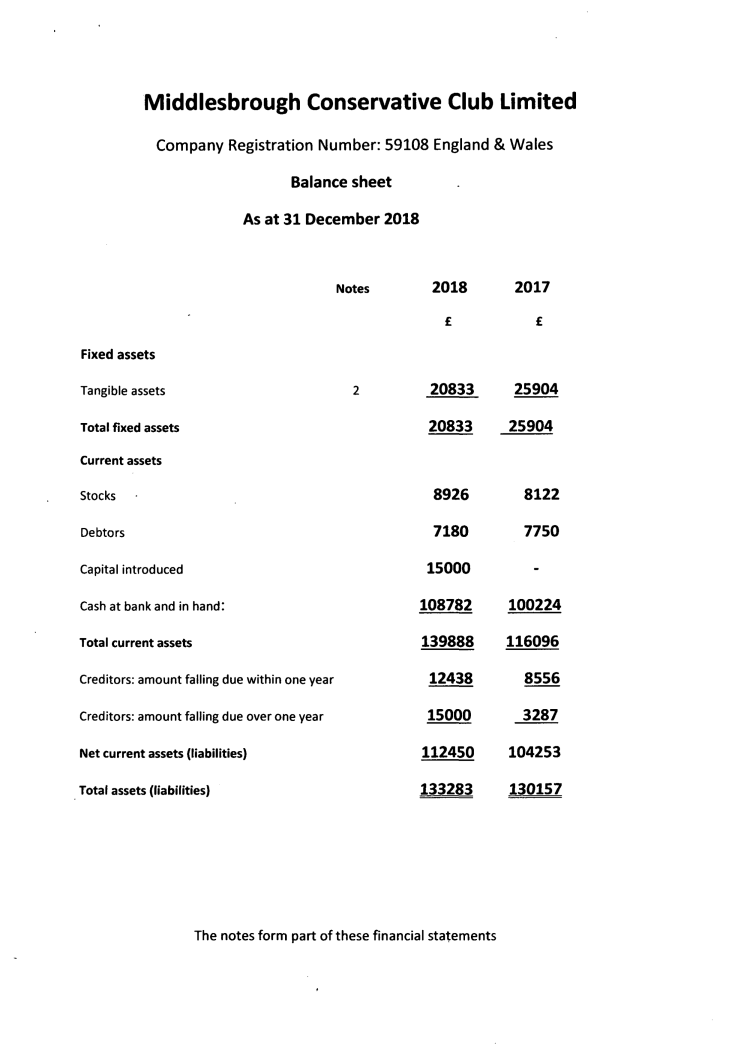 Middlesbrough Conservative Club Limited
Company Registration Number: 59108 England & Wales
Balance sheet
As at 31 December 2018
Notes 2018 2017
£ £
Fixed assets
Tangible assets 2 20833 25904
Total fixed assets 20833 25904
Current assets
Stocks 8926 8122
Debtors 7180 7750
Capital introduced 15000 -
Cash at bank and in hand: 108782 100224
Total current assets 139888 116096
Creditors: amount falling due within one year 12438 8556
Creditors: amount falling due over one year 15000 3287
Net current assets (liabilities) 112450 104253
Total assets (liabilities) 133283 130157
The notes form part of these financial statements